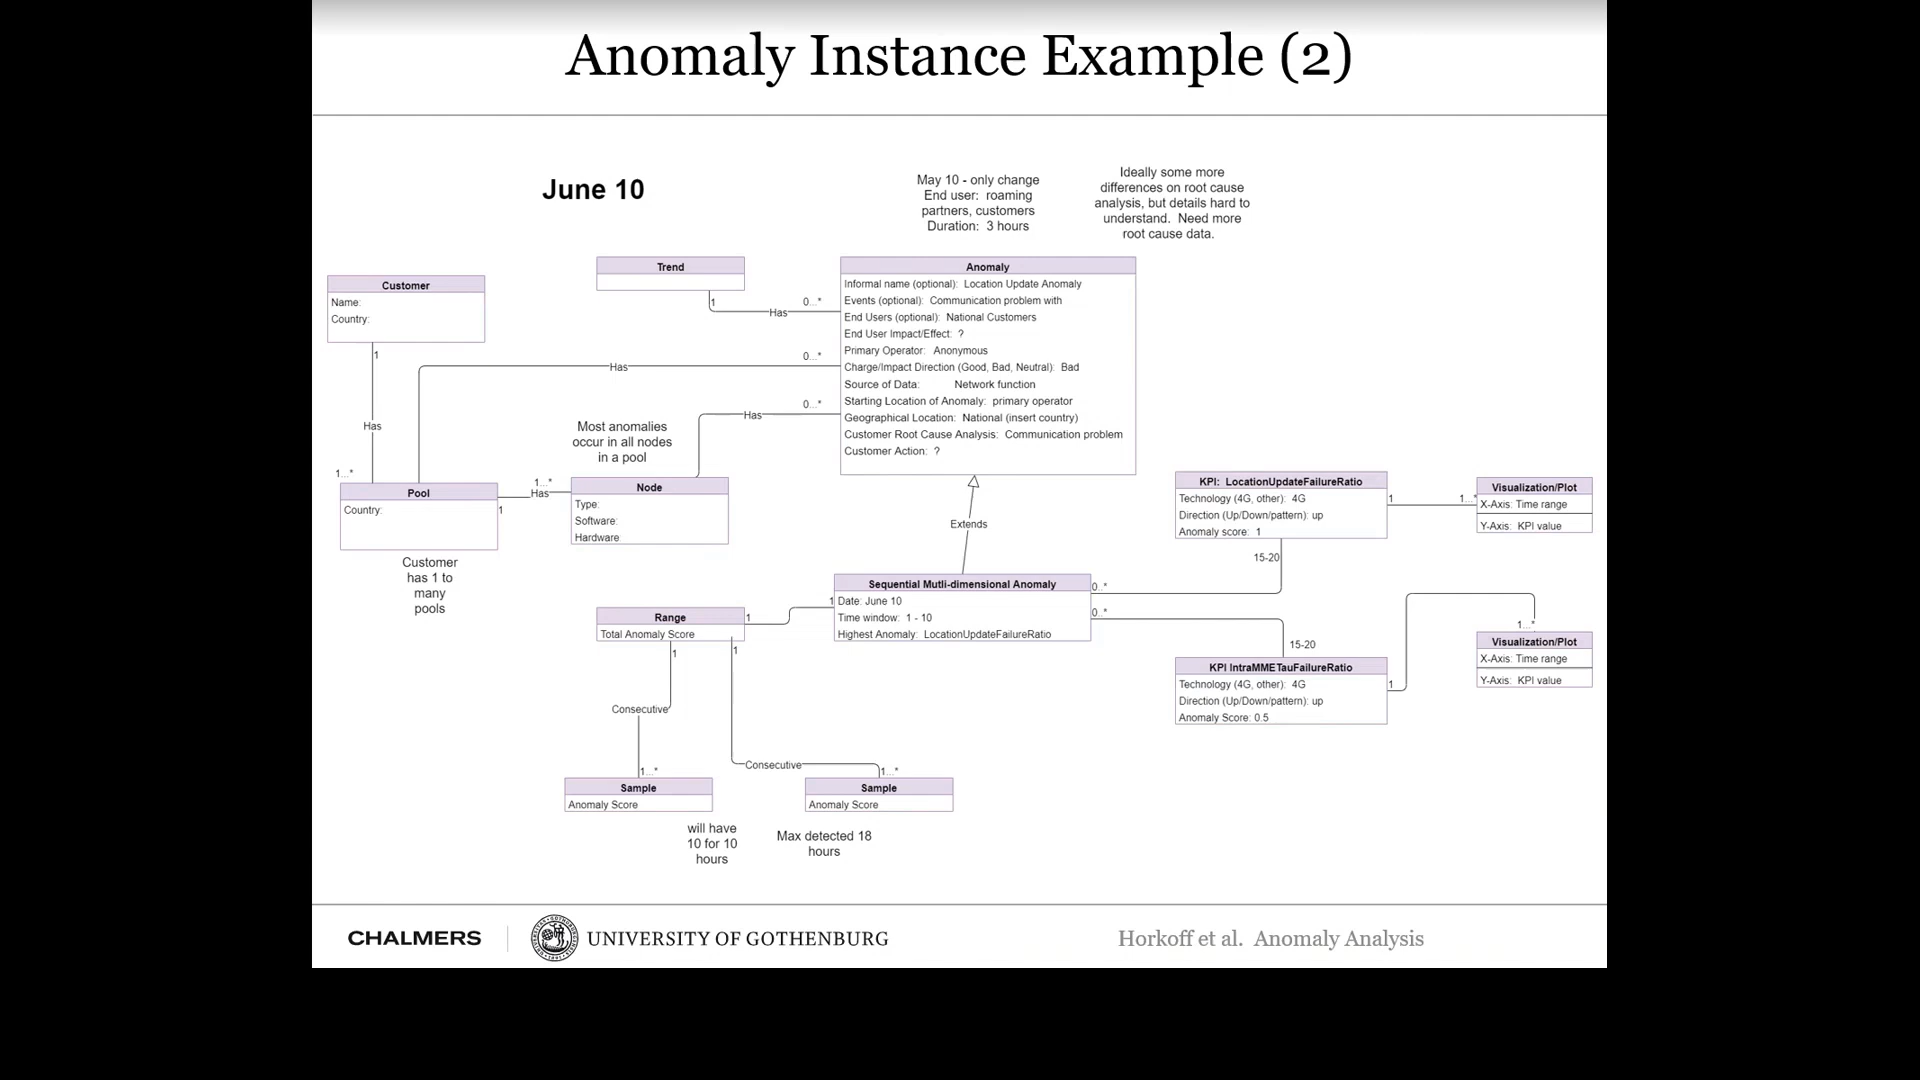 Anomaly Instance Example (2)
June 10
May 10 - only change
End user: roaming
partners, customers
Duration: 3 hours
Ideally some more
differences on root cause
analysis, but details hard to
understand. Need more
root cause data.
Customer
Name:
Country:
1
Has
1...*
Trend
1
Has
0...*
Anomaly
Informal name (optional): Location Update Anomaly
Events (optional): Communication problem with
End Users (optional): National Customers
End User Impact/Effect: ?
Primary Operator: Anonymous
Charge/Impact Direction (Good, Bad, Neutral): Bad
Source of Data: Network function
Starting Location of Anomaly: primary operator
Geographical Location: National (insert country)
Customer Root Cause Analysis: Communication problem
Customer Action: ?
Has
0...*
Has
0...*
Most anomalies
occur in all nodes
in a pool
Pool
Country:
1
Has
1...*
Node
Type:
Software:
Hardware
Customer
has 1 to
many
pools
Extends
KPI: LocationUpdateFailureRatio
Technology (4G, other): 4G
Direction (Up/Down/pattern): up
Anomaly score: 1
1
1...*
Visualization/Plot
X-Axis: Time range
Y-Axis: KPI value
15-20
Sequential Mutli-dimensional Anomaly
Date: June 10
Time window: 1 - 10
Highest Anomaly: LocationUpdateFailureRatio
0..*
0..*
1
1
Range
Total Anomaly Score
1
1
15-20
KPI IntraMMETauFailureRatio
Technology (4G, other): 4G
Direction (Up/Down/pattern): up
Anomaly Score: 0.5
1
1...*
Visualization/Plot
X-Axis: Time range
Y-Axis: KPI value
Consecutive
1...*
Consecutive
1...*
Sample
Anomaly Score
Sample
Anomaly Score
will have
10 for 10
hours
Max detected 18
hours
CHALMERS
UNIVERSITY OF GOTHENBURG
Horkoff et al. Anomaly Analysis